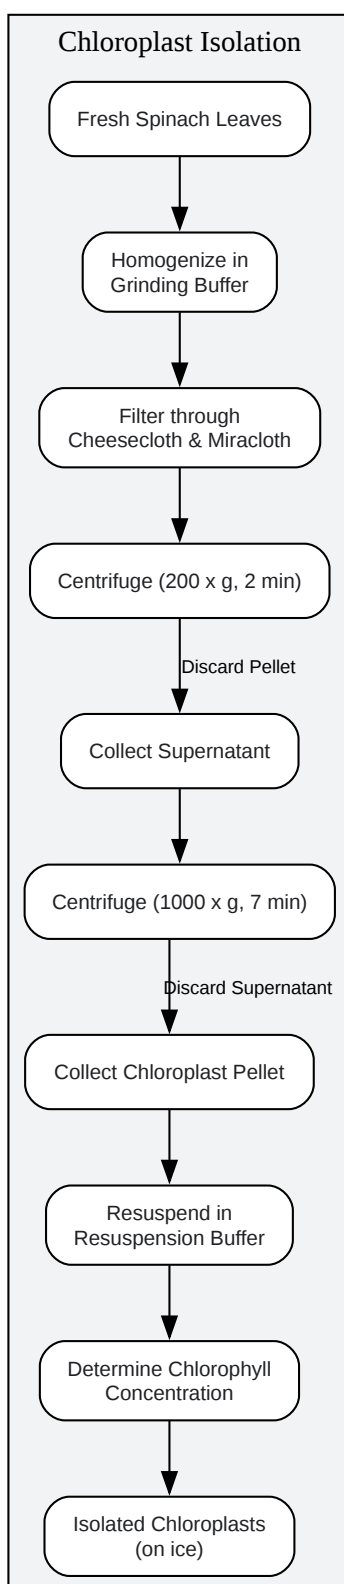 Chloroplast Isolation
Fresh Spinach Leaves
Homogenize in
Grinding Buffer
Filter through
Cheesecloth & Miracloth
Centrifuge (200 x g, 2 min)
Discard Pellet
Collect Supernatant
Centrifuge (1000 x g, 7 min)
Discard Supernatant
Collect Chloroplast Pellet
Resuspend in
Resuspension Buffer
Determine Chlorophyll
Concentration
Isolated Chloroplasts
(on ice)